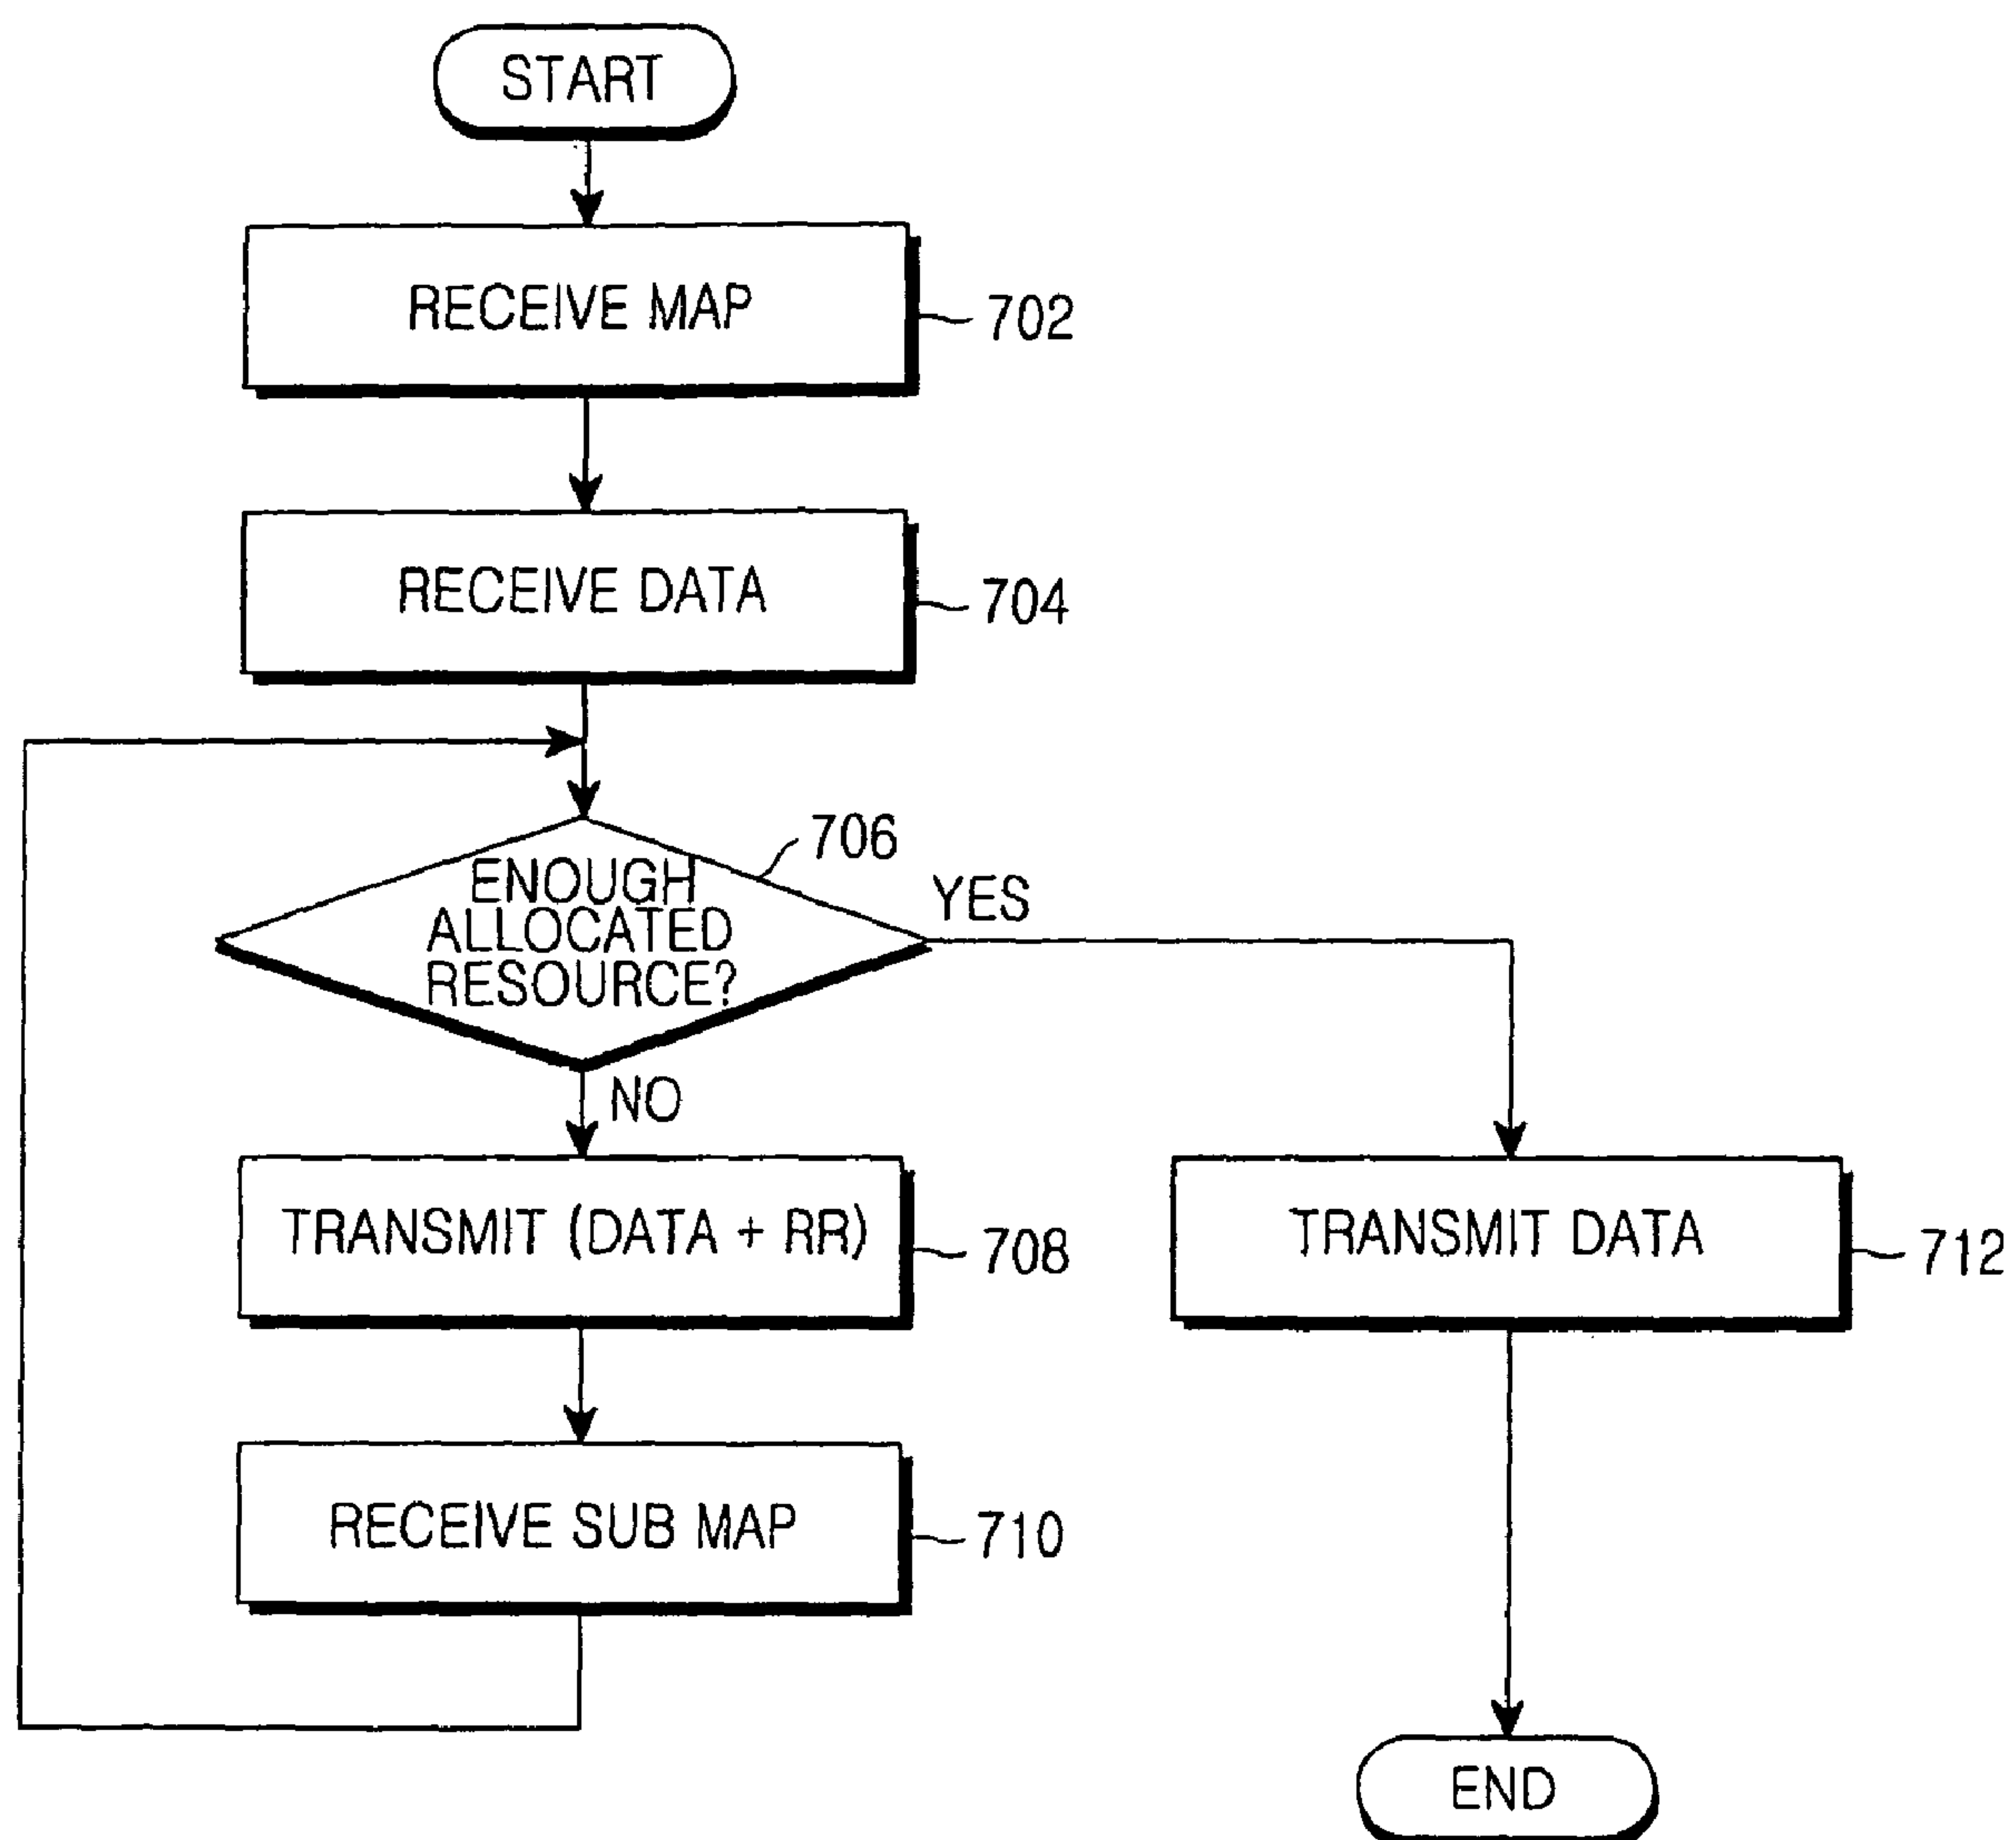 START
RECEIVE MAP
702
RECEIVE DATA
704
706
ENOUGH
ALLOCATED
RESOURCE?
YES
NO
TRANSMIT (DATA + RR)
708
TRANSMIT DATA
712
RECEIVE SUB MAP
710
END